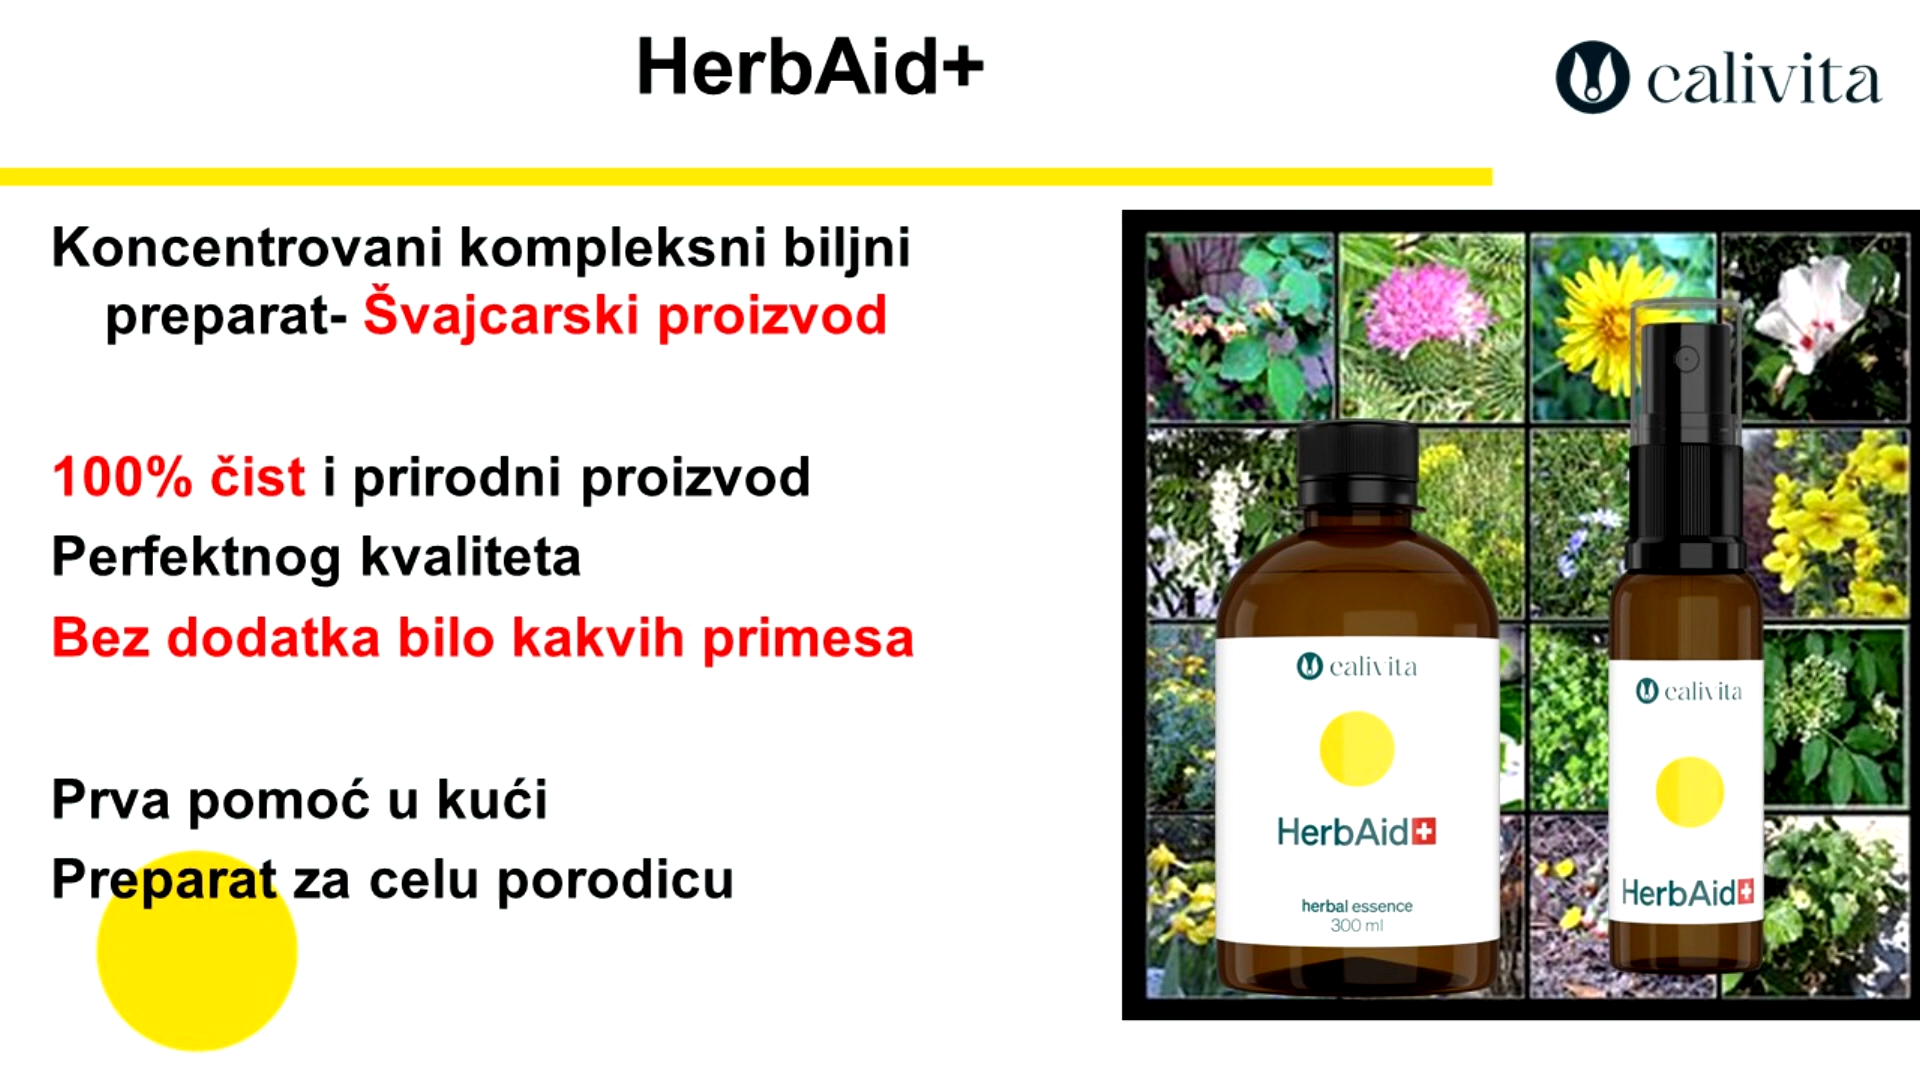 HerbAid+
calivita
Koncentrovani kompleksni biljni
preparat- Švajcarski proizvod
100% čist i prirodni proizvod
Perfektnog kvaliteta
Bez dodatka bilo kakvih primesa
Prva pomoć u kući
Preparat za celu porodicu
calivita
HerbAid+
herbal essence
300 ml
calivita
HerbAid+